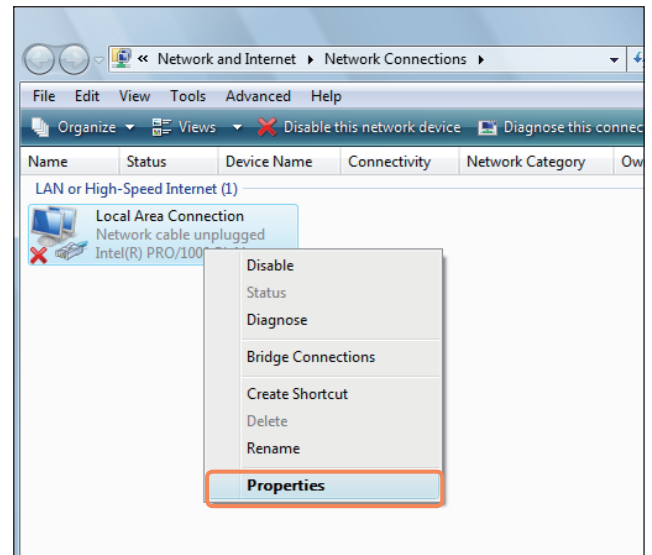 « Network and Internet ▸ Network Connections ▸
File Edit View Tools Advanced Help
Organize Views Disable this network device Diagnose this connec
Name Status Device Name Connectivity Network Category Ow
LAN or High-Speed Internet (1)
Local Area Connection
Network cable unplugged
Intel(R) PRO/100
Disable
Status
Diagnose
Bridge Connections
Create Shortcut
Delete
Rename
Properties